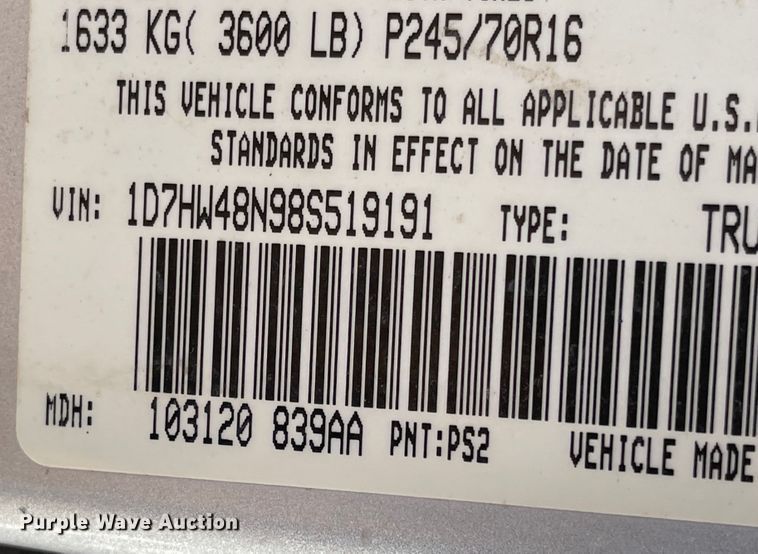 1633 KG( 3600 LB) P245/70R16
THIS VEHICLE CONFORMS TO ALL APPLICABLE U.S.
STANDARDS IN EFFECT ON THE DATE OF MA
VIN: 1D7HW48N98S519191 TYPE: TRU
MDH: 103120 839AA PNT:PS2 VEHICLE MADE
Purple Wave Auction